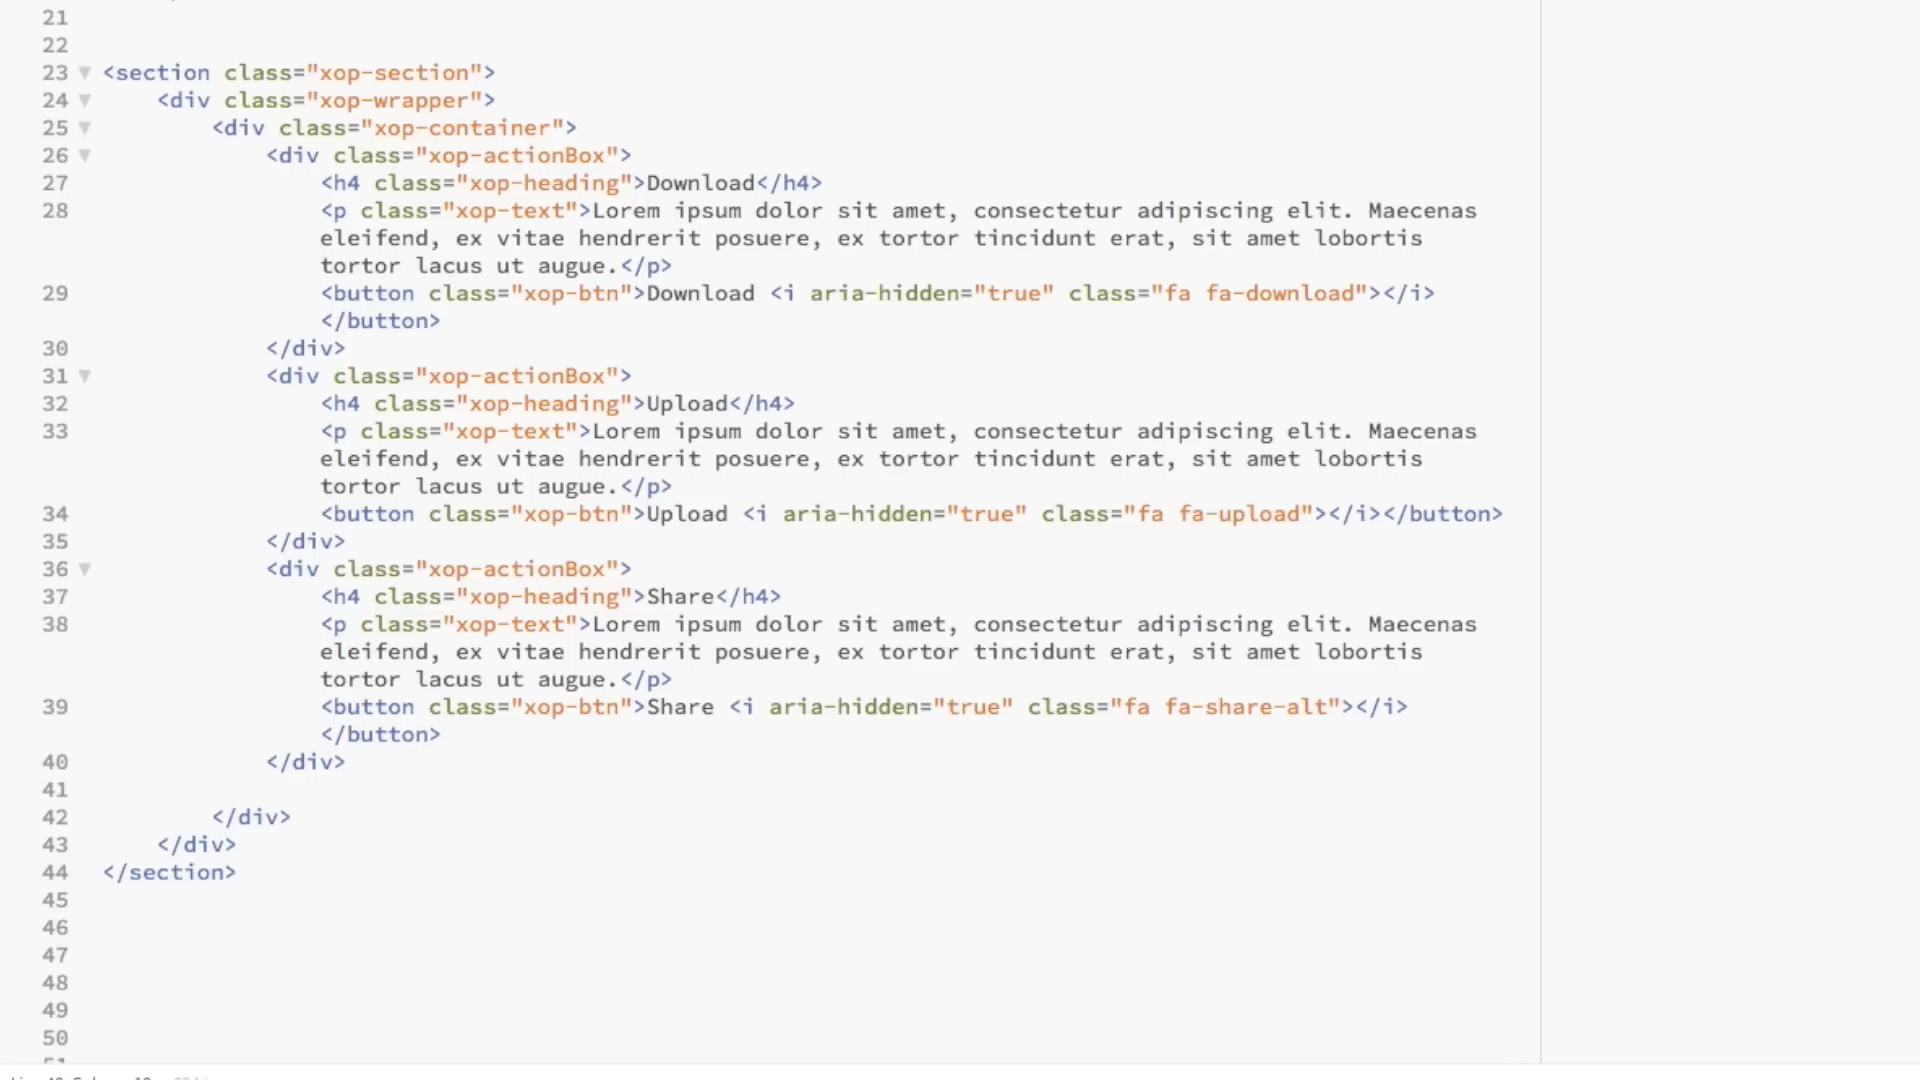 21
22
23 <section class="xop-section">
24 <div class="xop-wrapper">
25 <div class="xop-container">
26 <div class="xop-actionBox">
27 <h4 class="xop-heading">Download</h4>
28 <p class="xop-text">Lorem ipsum dolor sit amet, consectetur adipiscing elit. Maecenas
eleifend, ex vitae hendrerit posuere, ex tortor tincidunt erat, sit amet lobortis
tortor lacus ut augue.</p>
29 <button class="xop-btn">Download <i aria-hidden="true" class="fa fa-download"></i>
</button>
30 </div>
31 <div class="xop-actionBox">
32 <h4 class="xop-heading">Upload</h4>
33 <p class="xop-text">Lorem ipsum dolor sit amet, consectetur adipiscing elit. Maecenas
eleifend, ex vitae hendrerit posuere, ex tortor tincidunt erat, sit amet lobortis
tortor lacus ut augue.</p>
34 <button class="xop-btn">Upload <i aria-hidden="true" class="fa fa-upload"></i></button>
35 </div>
36 <div class="xop-actionBox">
37 <h4 class="xop-heading">Share</h4>
38 <p class="xop-text">Lorem ipsum dolor sit amet, consectetur adipiscing elit. Maecenas
eleifend, ex vitae hendrerit posuere, ex tortor tincidunt erat, sit amet lobortis
tortor lacus ut augue.</p>
39 <button class="xop-btn">Share <i aria-hidden="true" class="fa fa-share-alt"></i>
</button>
40 </div>
41
42 </div>
43 </div>
44 </section>
45
46
47
48
49
50